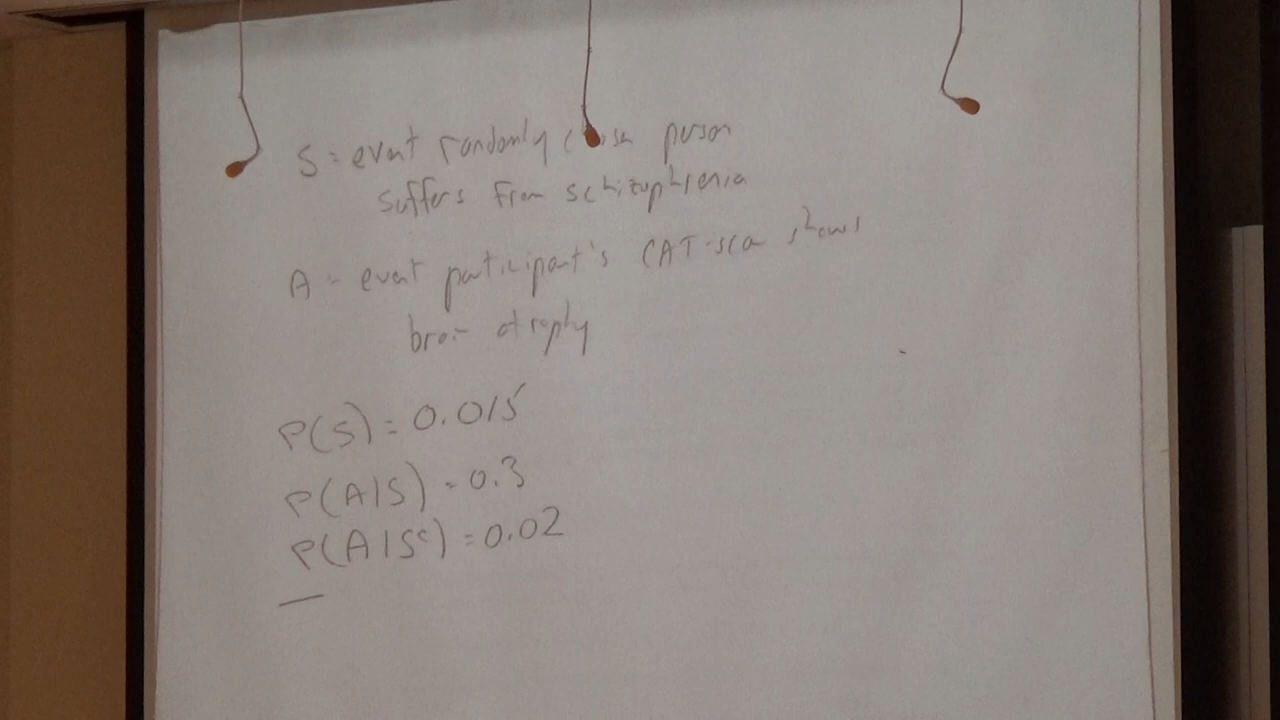 S = event randomly person
suffers from schizophrenia
A = event participant's CAT-scan shows
brain atrophy
P(S) = 0.015
P(A|S) = 0.3
P(A|Sᶜ) = 0.02